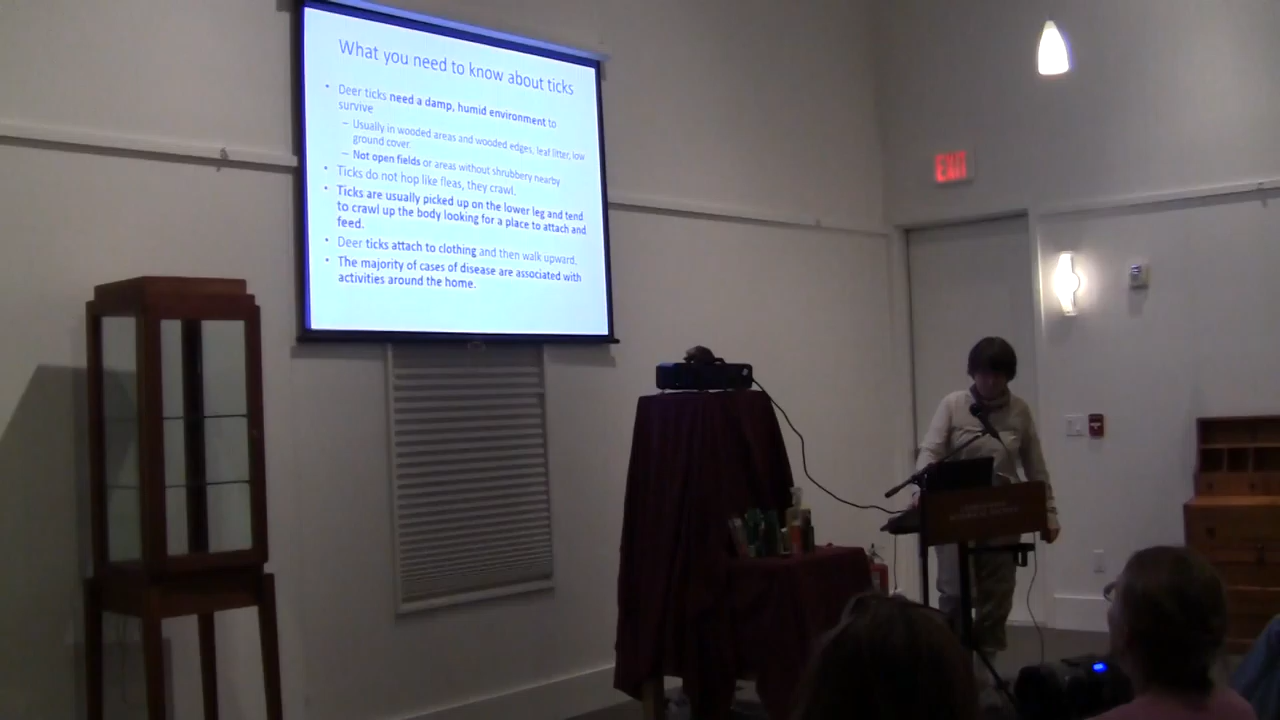 What you need to know about ticks
• Deer ticks need a damp, humid environment to
survive
– Usually in wooded areas and wooded edges, leaf litter, low
ground cover.
– Not open fields or areas without shrubbery nearby
• Ticks do not hop like fleas, they crawl.
• Ticks are usually picked up on the lower leg and tend
to crawl up the body looking for a place to attach and
feed.
• Deer ticks attach to clothing and then walk upward.
• The majority of cases of disease are associated with
activities around the home.
EXIT